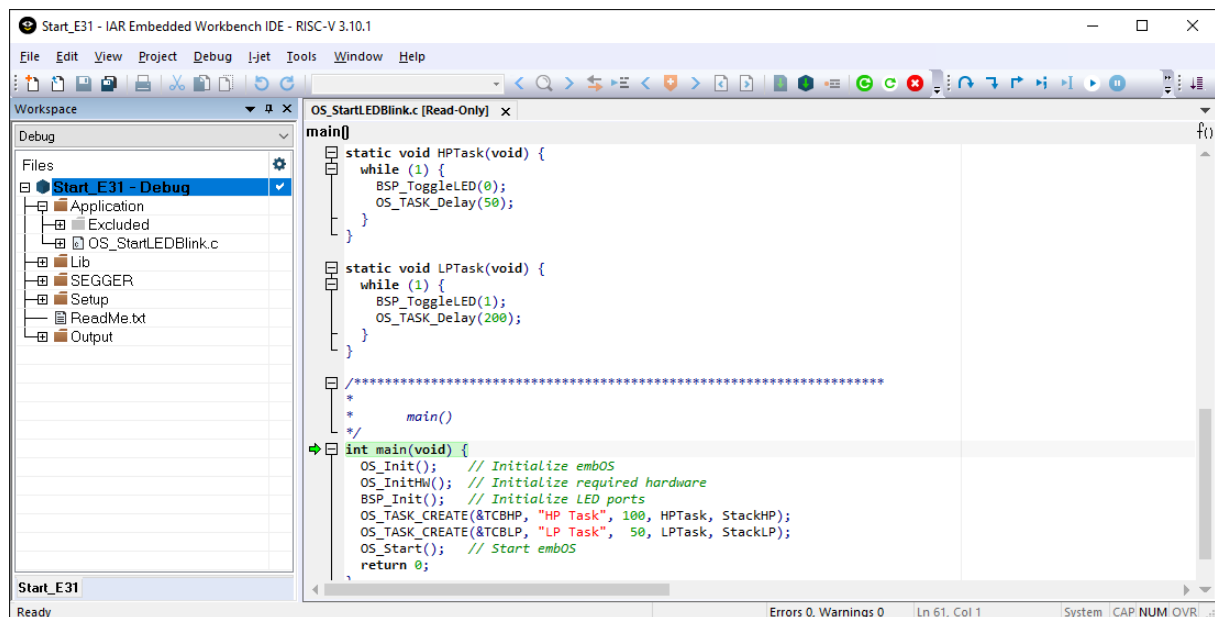 Start_E31 - IAR Embedded Workbench IDE - RISC-V 3.10.1
File Edit View Project Debug I-jet Tools Window Help
Workspace
OS_StartLEDBlink.c [Read-Only] x
Debug
main()
f()
Files
Start_E31 - Debug
Application
Excluded
OS_StartLEDBlink.c
Lib
SEGGER
Setup
ReadMe.txt
Output
static void HPTask(void) {
while (1) {
BSP_ToggleLED(0);
OS_TASK_Delay(50);
}
}
static void LPTask(void) {
while (1) {
BSP_ToggleLED(1);
OS_TASK_Delay(200);
}
}
/*********************************************************************
*
*       main()
*/
int main(void) {
OS_Init();    // Initialize embOS
OS_InitHW();  // Initialize required hardware
BSP_Init();   // Initialize LED ports
OS_TASK_CREATE(&TCBHP, "HP Task", 100, HPTask, StackHP);
OS_TASK_CREATE(&TCBLP, "LP Task",  50, LPTask, StackLP);
OS_Start();   // Start embOS
return 0;
}
Start_E31
Ready
Errors 0, Warnings 0
Ln 61, Col 1
System CAP NUM OVR